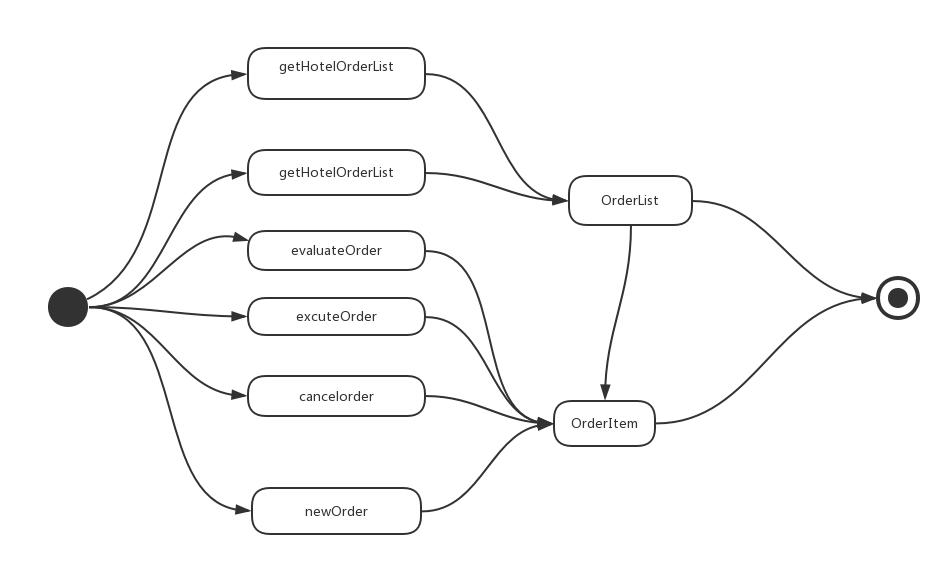 getHotelOrderList
getHotelOrderList
OrderList
evaluateOrder
excuteOrder
cancelorder
OrderItem
newOrder